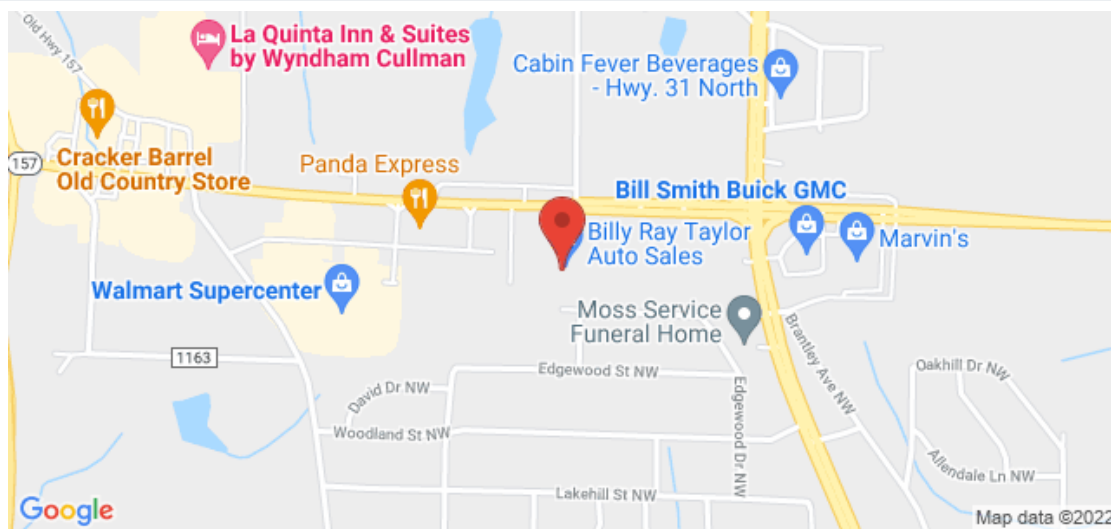 Old Hwy 157
La Quinta Inn & Suites
by Wyndham Cullman
Cabin Fever Beverages
- Hwy. 31 North
157
Cracker Barrel
Old Country Store
Panda Express
Bill Smith Buick GMC
Billy Ray Taylor
Auto Sales
Marvin's
Walmart Supercenter
Moss Service
Funeral Home
1163
Edgewood St NW
David Dr NW
Woodland St NW
Edgewood Dr NW
Brantley Ave NW
Oakhill Dr NW
Allendale Ln NW
Lakehill St NW
Google
Map data ©2022